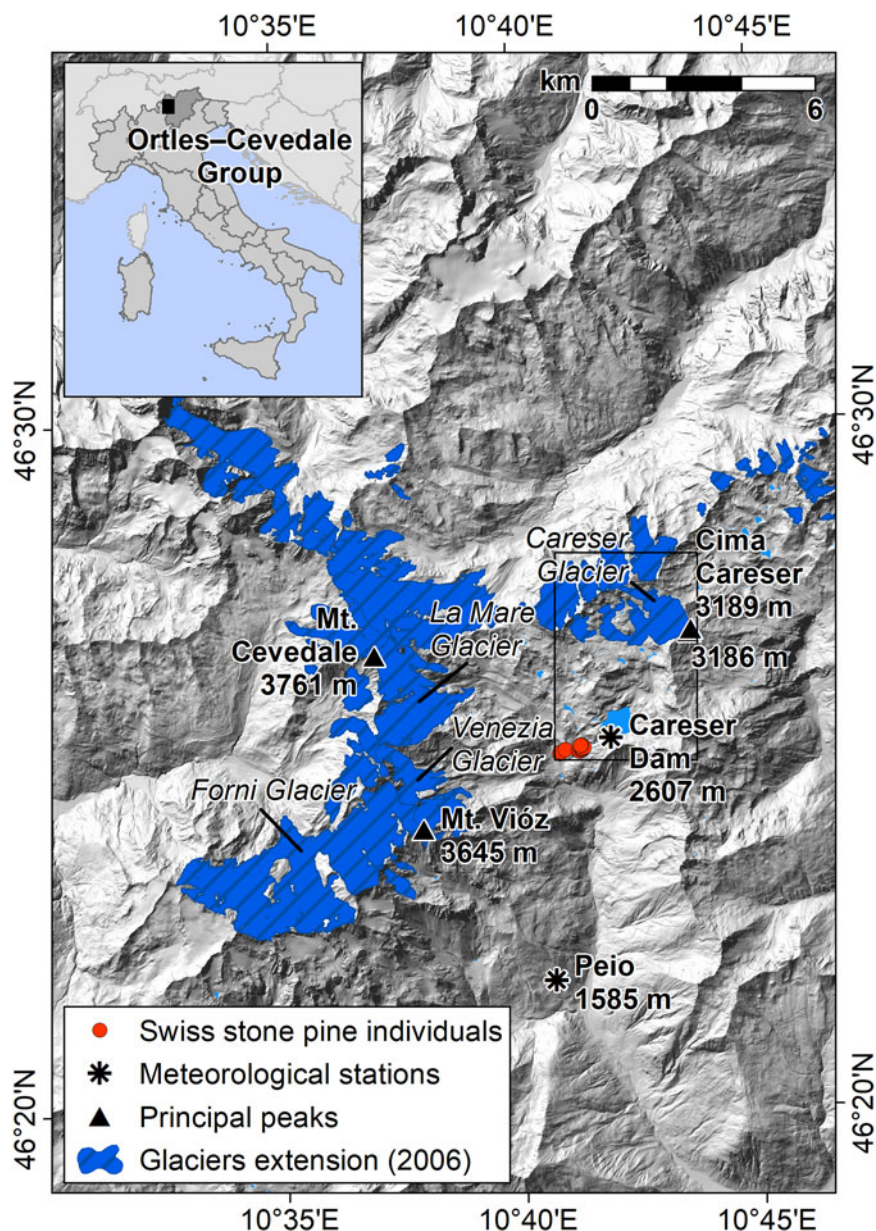 10°35'E 10°40'E 10°45'E
km
0 6
Ortles–Cevedale
Group
46°30'N
46°30'N
Careser
Glacier
Cima
Careser
3189 m
3186 m
La Mare
Glacier
Mt.
Cevedale
3761 m
Venezia
Glacier
Careser
Dam
2607 m
Forni Glacier
Mt. Vióz
3645 m
Peio
1585 m
Swiss stone pine individuals
Meteorological stations
Principal peaks
Glaciers extension (2006)
46°20'N
46°20'N
10°35'E 10°40'E 10°45'E